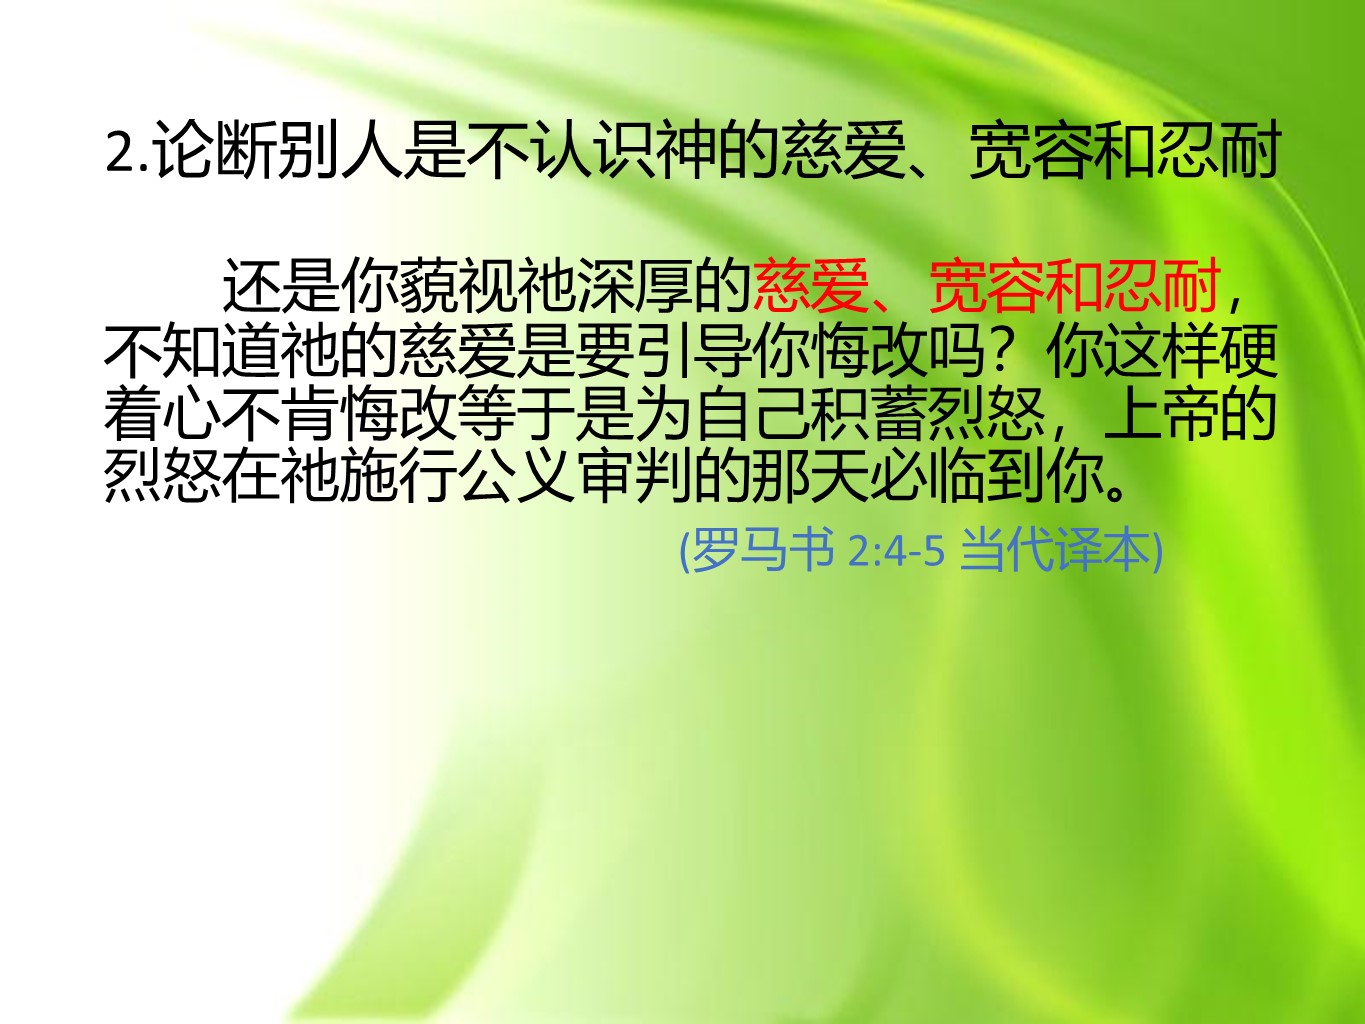 2.论断别人是不认识神的慈爱、宽容和忍耐
还是你藐视祂深厚的慈爱、宽容和忍耐，
不知道祂的慈爱是要引导你悔改吗？你这样硬
着心不肯悔改等于是为自己积蓄烈怒，上帝的
烈怒在祂施行公义审判的那天必临到你。
(罗马书 2:4-5 当代译本)